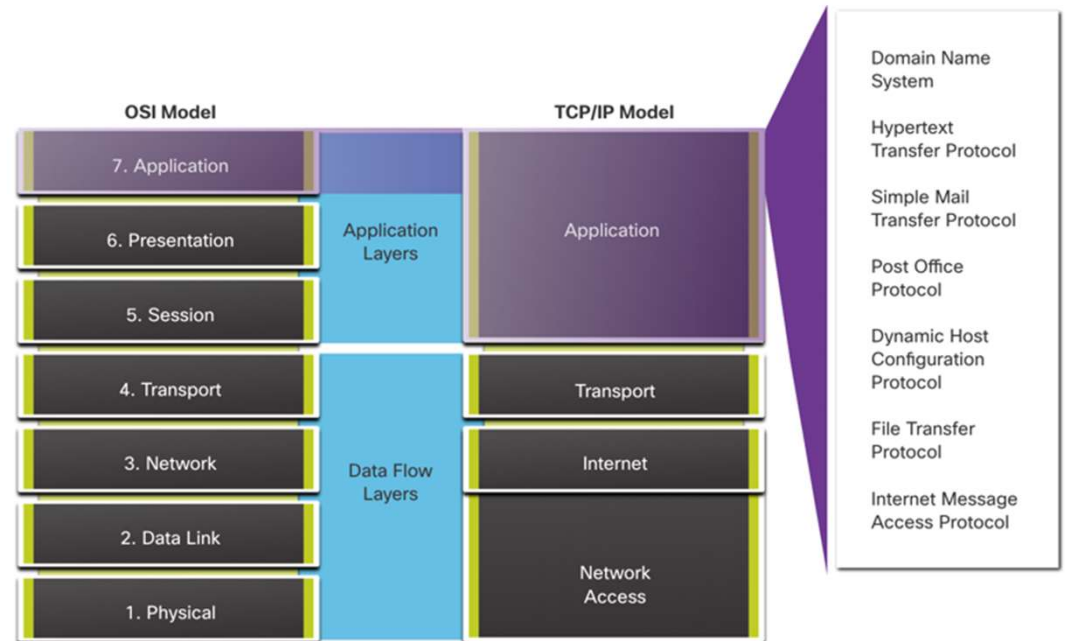 OSI Model
7. Application
6. Presentation
5. Session
4. Transport
3. Network
2. Data Link
1. Physical
Application
Layers
Data Flow
Layers
TCP/IP Model
Application
Transport
Internet
Network
Access
Domain Name
System
Hypertext
Transfer Protocol
Simple Mail
Transfer Protocol
Post Office
Protocol
Dynamic Host
Configuration
Protocol
File Transfer
Protocol
Internet Message
Access Protocol